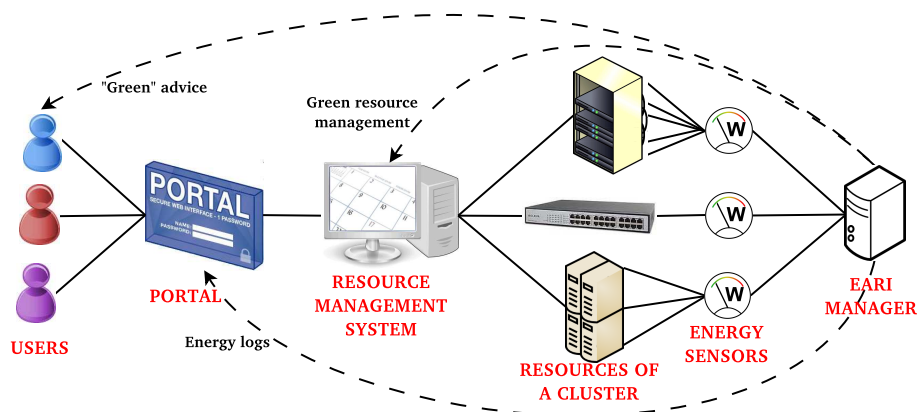 "Green" advice
Green resource
management
W
PORTAL
SECURE WEB INTERFACE - 1 PASSWORD
NAME:
PASSWORD:
W
W
PORTAL
RESOURCE
MANAGEMENT
SYSTEM
EARI
MANAGER
USERS
Energy logs
ENERGY
SENSORS
RESOURCES OF
A CLUSTER